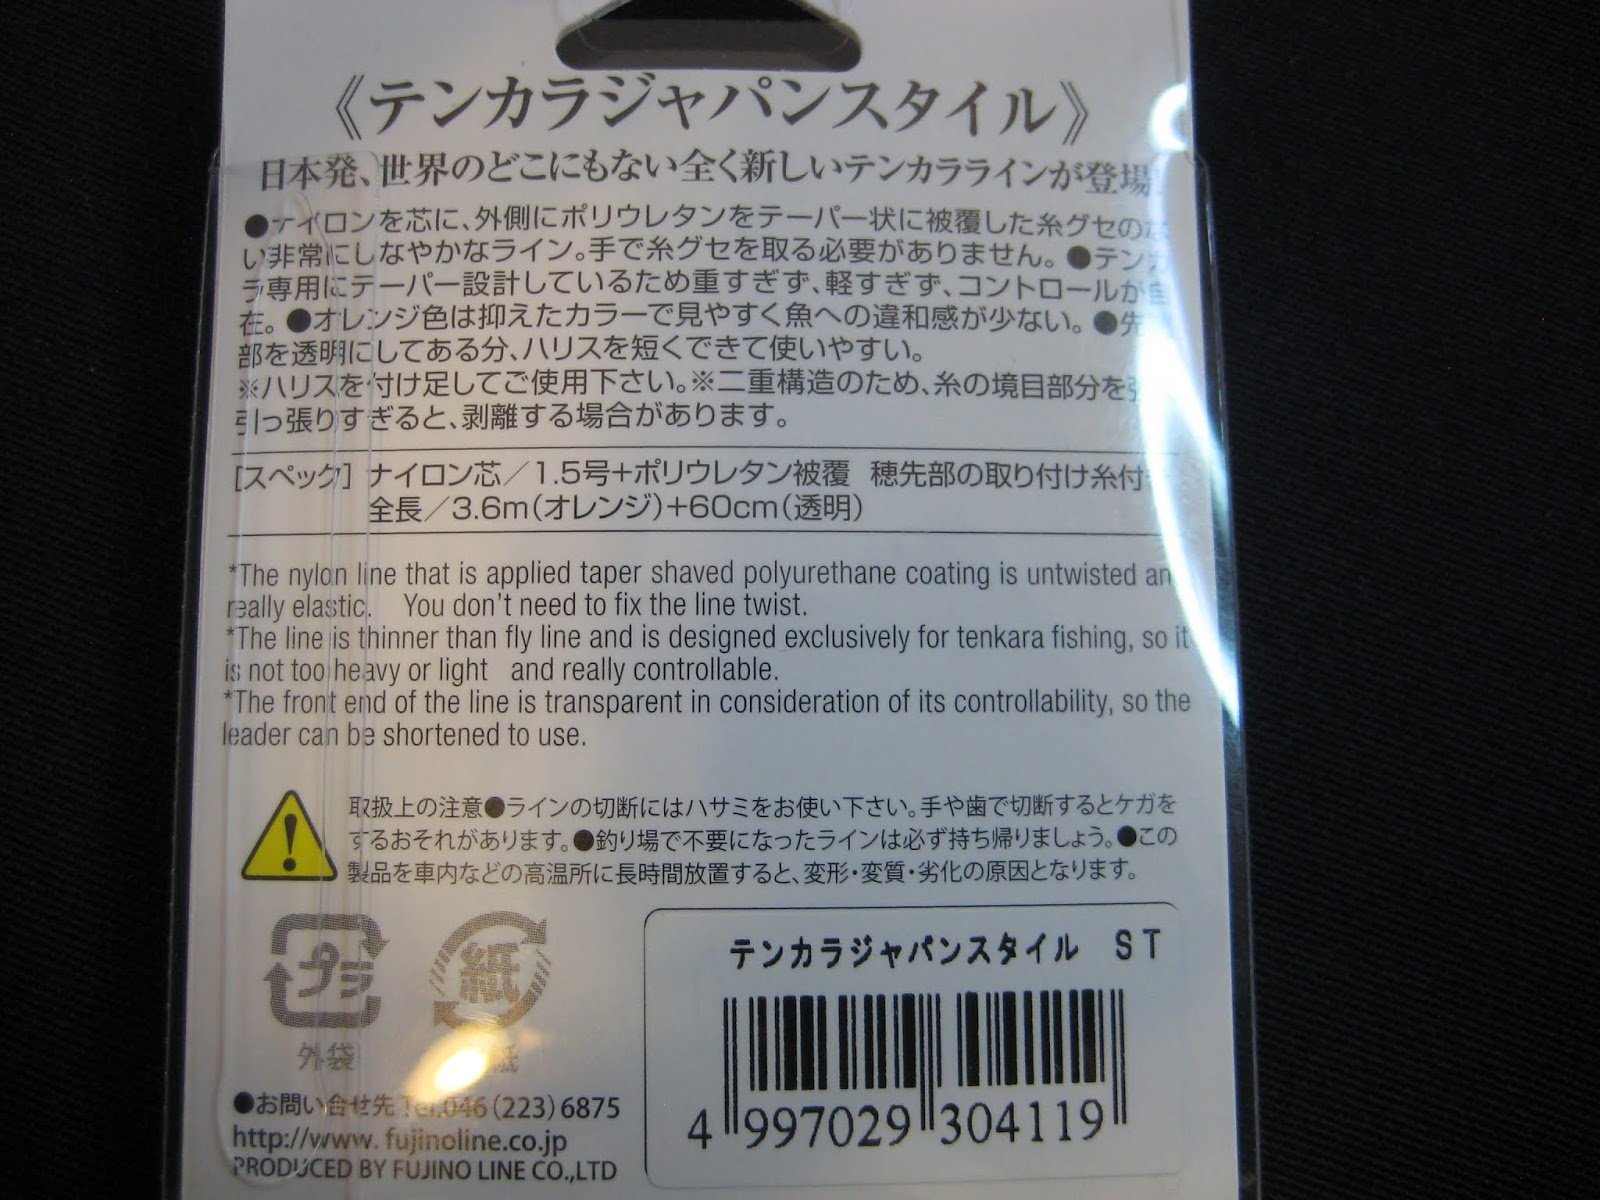 《テンカラジャパンスタイル》
日本発、世界のどこにもない全く新しいテンカララインが登場!
●ナイロンを芯に、外側にポリウレタンをテーパー状に被覆した糸グセのな
い非常にしなやかなライン。手で糸グセを取る必要がありません。●テンカ
ラ専用にテーパー設計しているため重すぎず、軽すぎず、コントロールが自
在。●オレンジ色は抑えたカラーで見やすく魚への違和感が少ない。●先
部を透明にしてある分、ハリスを短くできて使いやすい。
※ハリスを付け足してご使用下さい。※二重構造のため、糸の境目部分を
引っ張りすぎると、剥離する場合があります。
[スペック] ナイロン芯/1.5号+ポリウレタン被覆 穂先部の取り付け糸付
全長/3.6m(オレンジ)+60cm(透明)
*The nylon line that is applied taper shaved polyurethane coating is untwisted an
really elastic. You don't need to fix the line twist.
*The line is thinner than fly line and is designed exclusively for tenkara fishing, so it
is not too heavy or light and really controllable.
*The front end of the line is transparent in consideration of its controllability, so the
leader can be shortened to use.
取扱上の注意●ラインの切断にはハサミをお使い下さい。手や歯で切断するとケガを
するおそれがあります。●釣り場で不要になったラインは必ず持ち帰りましょう。●この
製品を車内などの高温所に長時間放置すると、変形・変質・劣化の原因となります。
プラ 紙
外袋 紙
テンカラジャパンスタイル ST
4 997029 304119
●お問い合せ先 Tel.046(223)6875
http://www.fujinoline.co.jp
PRODUCED BY FUJINO LINE CO.,LTD